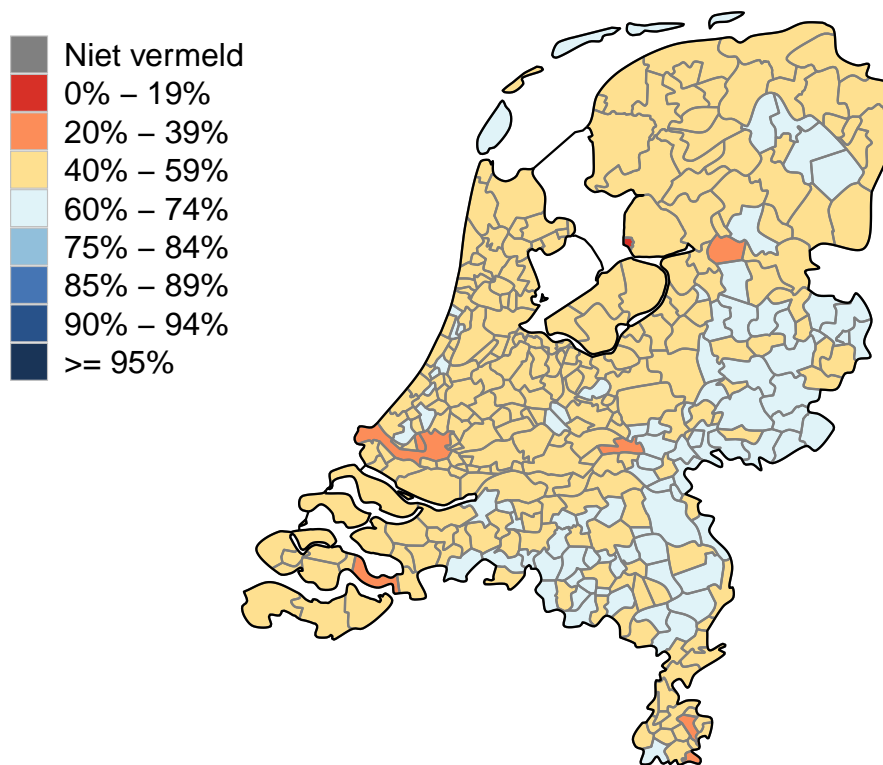 Niet vermeld
0% – 19%
20% – 39%
40% – 59%
60% – 74%
75% – 84%
85% – 89%
90% – 94%
>= 95%